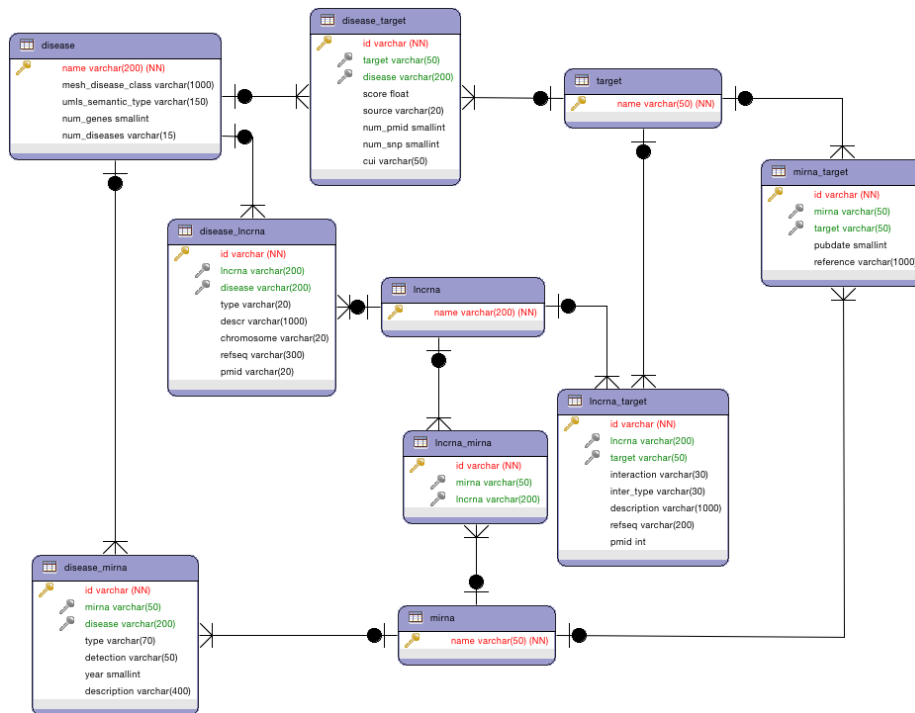 disease
name varchar(200) (NN)
mesh_disease_class varchar(1000)
umls_semantic_type varchar(150)
num_genes smallint
num_diseases varchar(15)
disease_target
id varchar (NN)
target varchar(50)
disease varchar(200)
score float
source varchar(20)
num_pmid smallint
num_snp smallint
cui varchar(50)
target
name varchar(50) (NN)
mirna_target
id varchar (NN)
mirna varchar(50)
target varchar(50)
pubdate smallint
reference varchar(1000)
disease_lncrna
id varchar (NN)
lncrna varchar(200)
disease varchar(200)
type varchar(20)
descr varchar(1000)
chromosome varchar(20)
refseq varchar(300)
pmid varchar(20)
lncrna
name varchar(200) (NN)
lncrna_target
id varchar (NN)
lncrna varchar(200)
target varchar(50)
interaction varchar(30)
inter_type varchar(30)
description varchar(1000)
refseq varchar(200)
pmid int
lncrna_mirna
id varchar (NN)
mirna varchar(50)
lncrna varchar(200)
disease_mirna
id varchar (NN)
mirna varchar(50)
disease varchar(200)
type varchar(70)
detection varchar(50)
year smallint
description varchar(400)
mirna
name varchar(50) (NN)